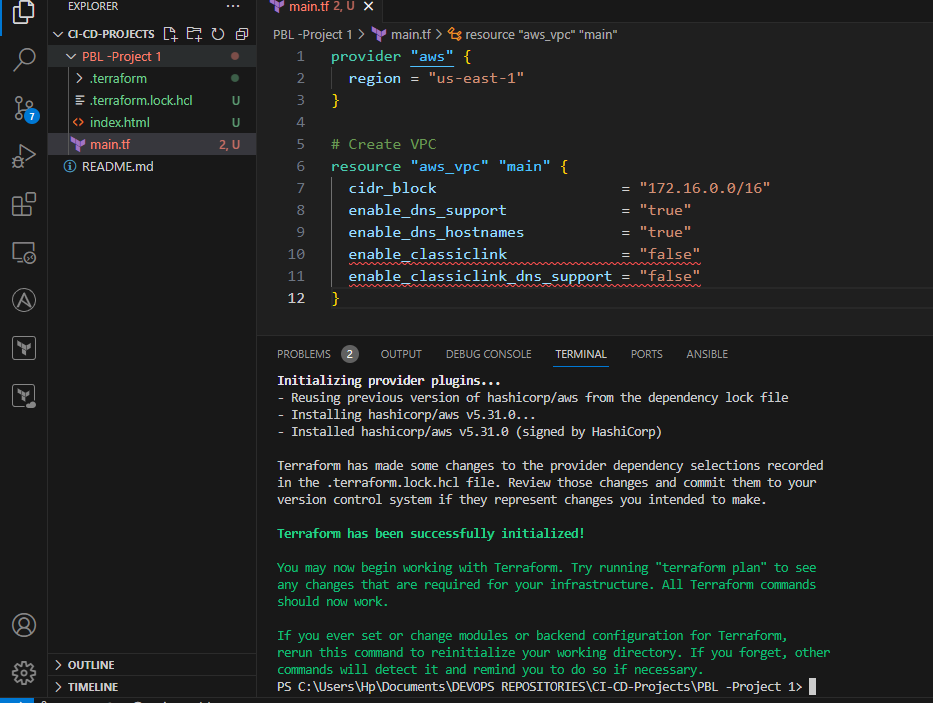 EXPLORER
···
main.tf 2, U
CI-CD-PROJECTS
PBL -Project 1
.terraform
.terraform.lock.hcl U
index.html U
main.tf 2, U
README.md
7
PBL -Project 1 > main.tf > resource "aws_vpc" "main"
1 provider "aws" {
2 region = "us-east-1"
3 }
4
5 # Create VPC
6 resource "aws_vpc" "main" {
7 cidr_block = "172.16.0.0/16"
8 enable_dns_support = "true"
9 enable_dns_hostnames = "true"
10 enable_classiclink = "false"
11 enable_classiclink_dns_support = "false"
12 }
PROBLEMS 2 OUTPUT DEBUG CONSOLE TERMINAL PORTS ANSIBLE
Initializing provider plugins...
- Reusing previous version of hashicorp/aws from the dependency lock file
- Installing hashicorp/aws v5.31.0...
- Installed hashicorp/aws v5.31.0 (signed by HashiCorp)
Terraform has made some changes to the provider dependency selections recorded
in the .terraform.lock.hcl file. Review those changes and commit them to your
version control system if they represent changes you intended to make.
Terraform has been successfully initialized!
You may now begin working with Terraform. Try running "terraform plan" to see
any changes that are required for your infrastructure. All Terraform commands
should now work.
If you ever set or change modules or backend configuration for Terraform,
rerun this command to reinitialize your working directory. If you forget, other
commands will detect it and remind you to do so if necessary.
PS C:\Users\Hp\Documents\DEVOPS REPOSITORIES\CI-CD-Projects\PBL -Project 1>
OUTLINE
TIMELINE